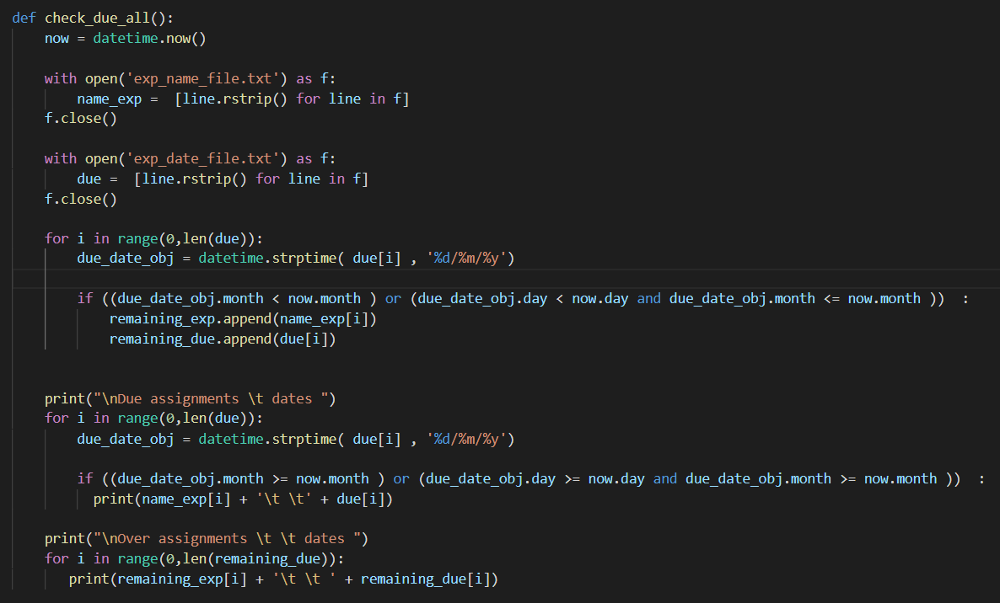 def check_due_all():
    now = datetime.now()
    with open('exp_name_file.txt') as f:
        name_exp =  [line.rstrip() for line in f]
    f.close()
    with open('exp_date_file.txt') as f:
        due =  [line.rstrip() for line in f]
    f.close()
    for i in range(0,len(due)):
        due_date_obj = datetime.strptime( due[i] , '%d/%m/%y')
        if ((due_date_obj.month < now.month ) or (due_date_obj.day < now.day and due_date_obj.month <= now.month ))  :
            remaining_exp.append(name_exp[i])
            remaining_due.append(due[i])
    print("\nDue assignments \t dates ")
    for i in range(0,len(due)):
        due_date_obj = datetime.strptime( due[i] , '%d/%m/%y')
        if ((due_date_obj.month >= now.month ) or (due_date_obj.day >= now.day and due_date_obj.month >= now.month ))  :
          print(name_exp[i] + '\t \t' + due[i])
    print("\nOver assignments \t \t dates ")
    for i in range(0,len(remaining_due)):
       print(remaining_exp[i] + '\t \t ' + remaining_due[i])